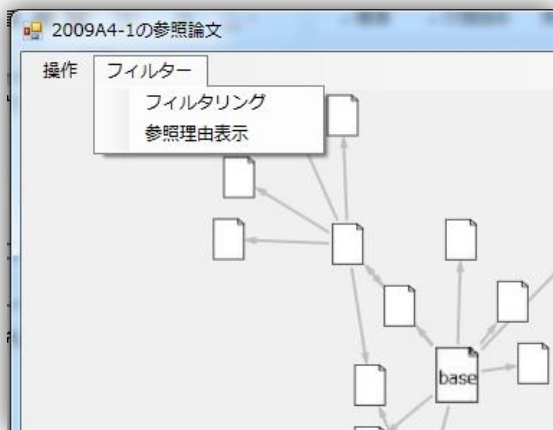 2009A4-1の参照論文
操作 フィルター
フィルタリング
参照理由表示
base